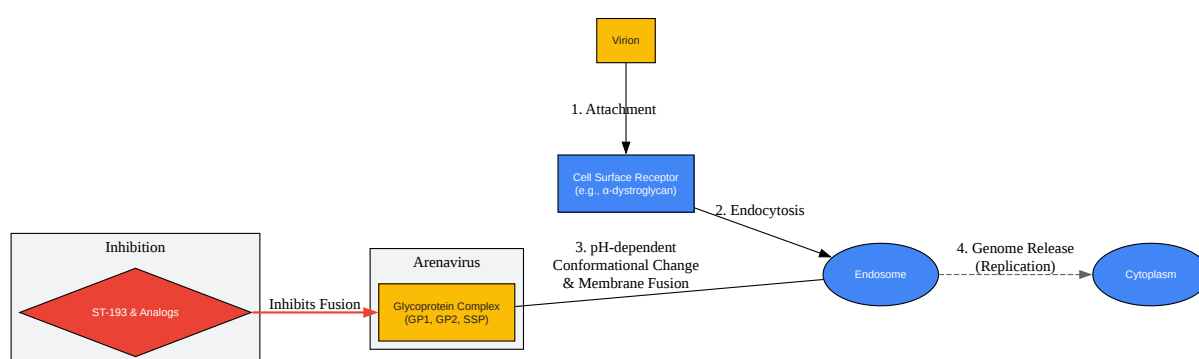 Virion
1. Attachment
Cell Surface Receptor
(e.g., α-dystroglycan)
2. Endocytosis
Inhibition
ST-193 & Analogs
Inhibits Fusion
Arenavirus
Glycoprotein Complex
(GP1, GP2, SSP)
3. pH-dependent
Conformational Change
& Membrane Fusion
Endosome
4. Genome Release
(Replication)
Cytoplasm